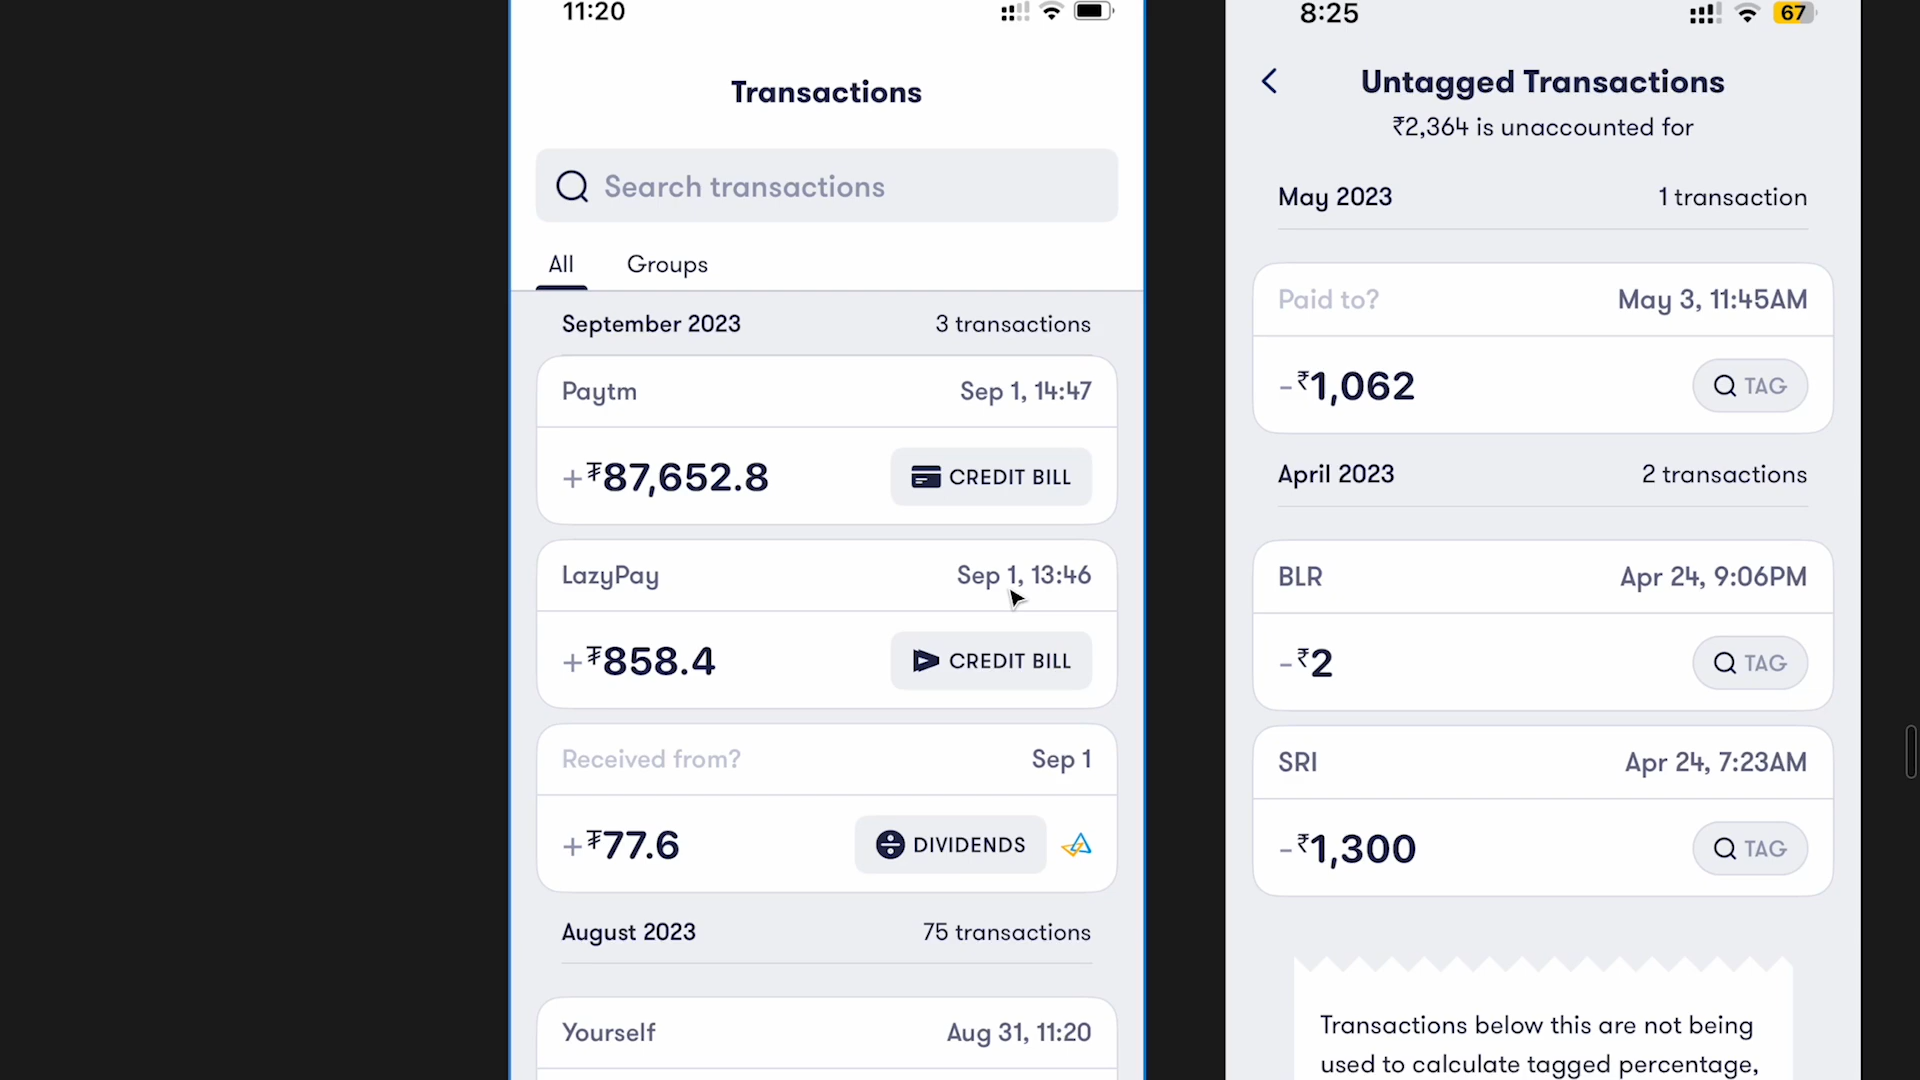 11:20
Transactions
Search transactions
All Groups
September 2023 3 transactions
Paytm Sep 1, 14:47
+₮87,652.8 CREDIT BILL
LazyPay Sep 1, 13:46
+₮858.4 CREDIT BILL
Received from? Sep 1
+₮77.6 DIVIDENDS
August 2023 75 transactions
Yourself Aug 31, 11:20
8:25 67
Untagged Transactions
₹2,364 is unaccounted for
May 2023 1 transaction
Paid to? May 3, 11:45AM
-₹1,062 TAG
April 2023 2 transactions
BLR Apr 24, 9:06PM
-₹2 TAG
SRI Apr 24, 7:23AM
-₹1,300 TAG
Transactions below this are not being
used to calculate tagged percentage,